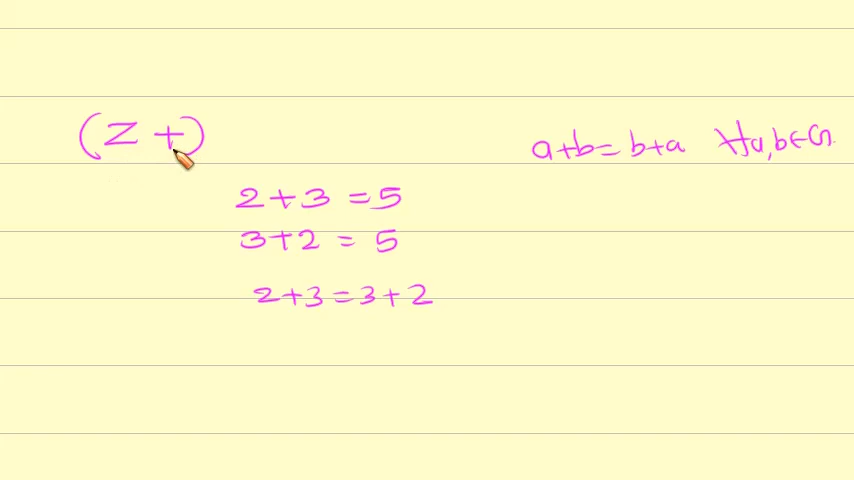 (Z +)
a+b=b+a ∀a,b∈G
2+3=5
3+2=5
2+3=3+2